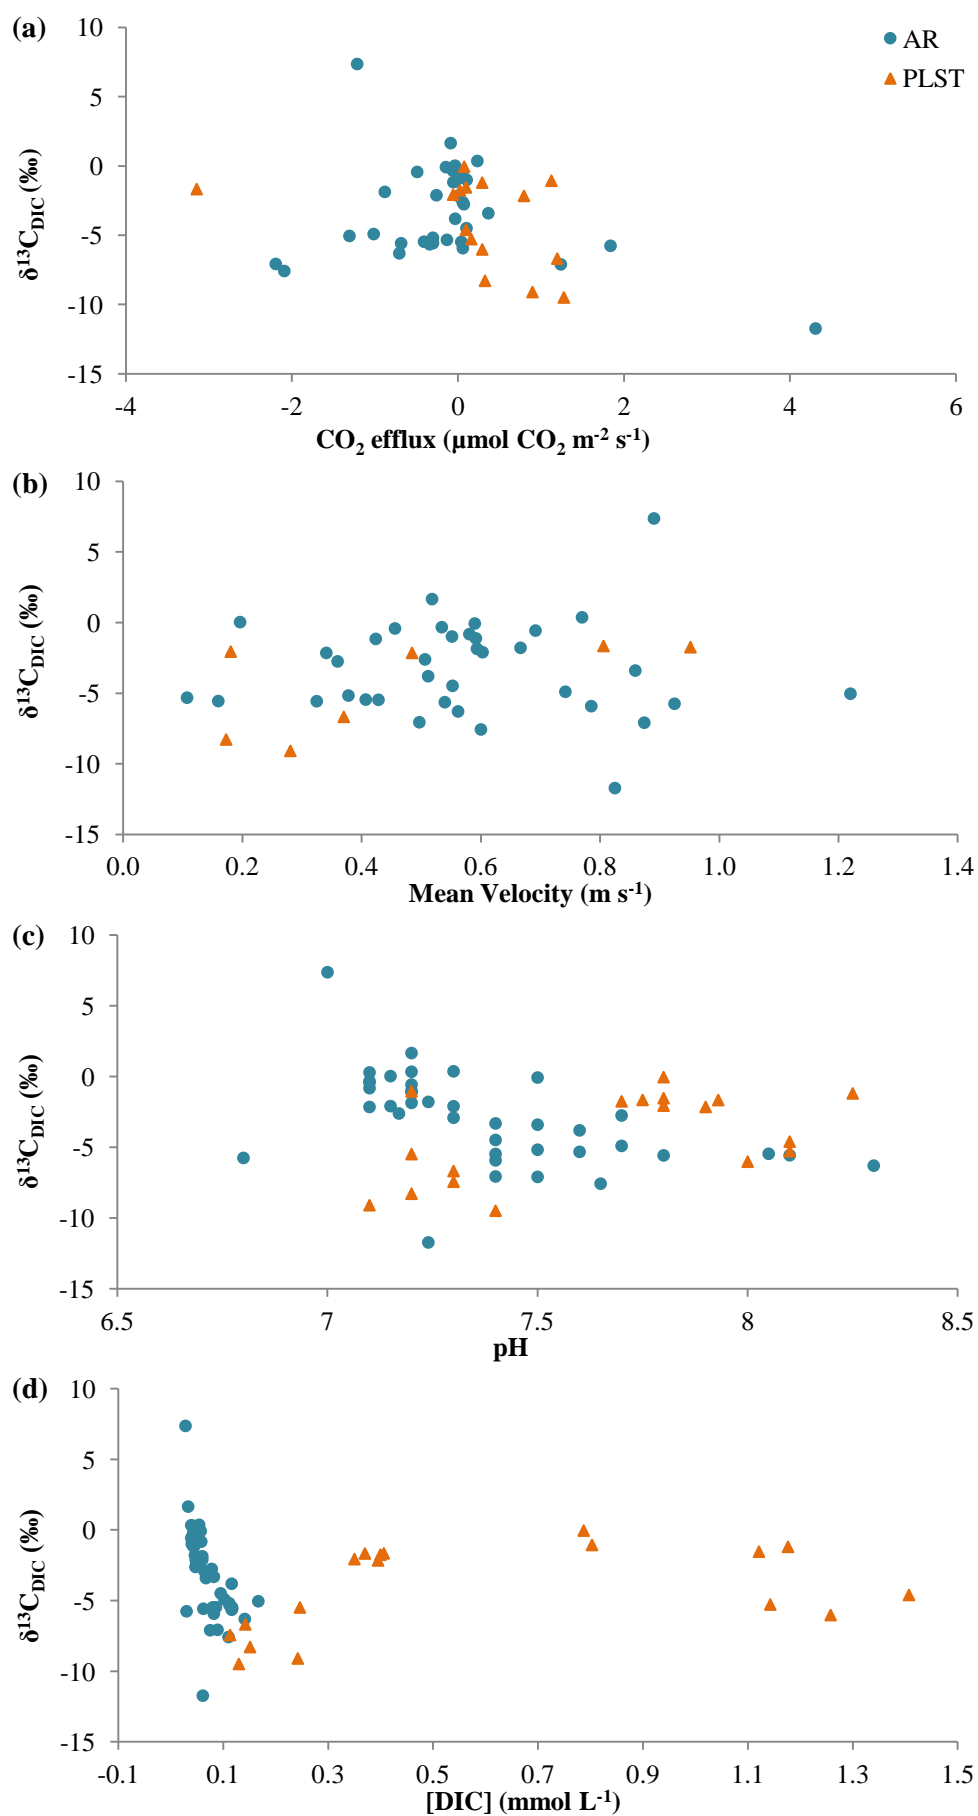 (a)
10
5
0
-5
-10
-15
δ¹³C_DIC (‰)
AR
PLST
-4 -2 0 2 4 6
CO₂ efflux (µmol CO₂ m⁻² s⁻¹)
(b)
10
5
0
-5
-10
-15
δ¹³C_DIC (‰)
0.0 0.2 0.4 0.6 0.8 1.0 1.2 1.4
Mean Velocity (m s⁻¹)
(c)
10
5
0
-5
-10
-15
δ¹³C_DIC (‰)
6.5 7 7.5 8 8.5
pH
(d)
10
5
0
-5
-10
-15
δ¹³C_DIC (‰)
-0.1 0.1 0.3 0.5 0.7 0.9 1.1 1.3 1.5
[DIC] (mmol L⁻¹)